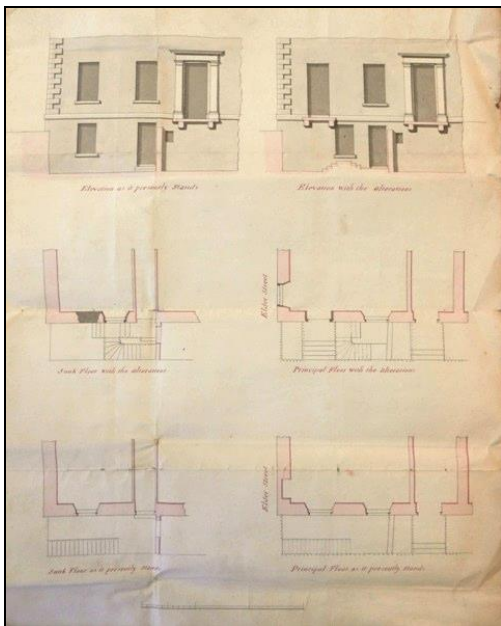 Elevation as it presently Stands
Elevation with the Alterations
Elder Street
Sunk Floor with the Alterations
Principal Floor with the Alterations
Elder Street
Sunk Floor as it presently Stands
Principal Floor as it presently Stands